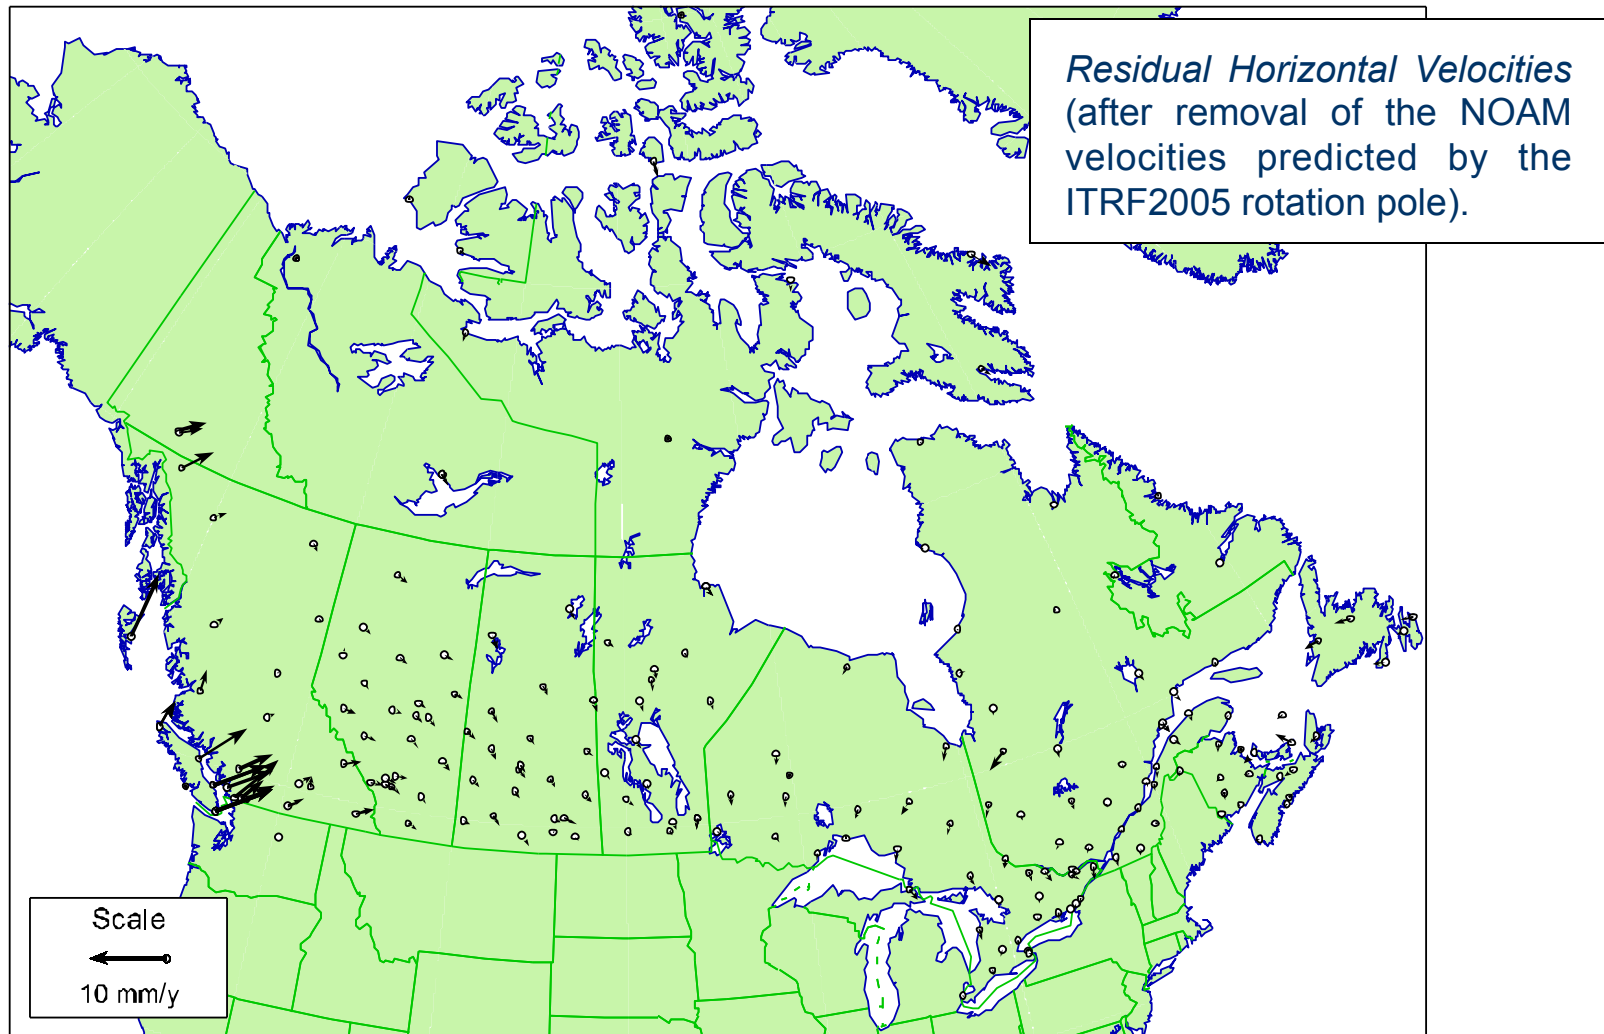 Residual Horizontal Velocities
(after removal of the NOAM
velocities predicted by the
ITRF2005 rotation pole).
Scale
10 mm/y